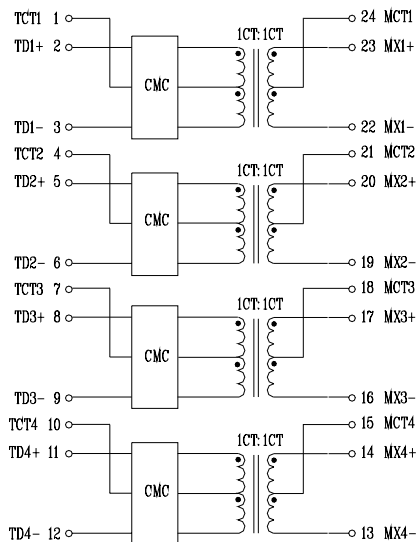 TCT1 1 24 MCT1
1CT:1CT
TD1+ 2 23 MX1+
CMC
TD1- 3 22 MX1-
TCT2 4 21 MCT2
1CT:1CT
TD2+ 5 20 MX2+
CMC
TD2- 6 19 MX2-
TCT3 7 18 MCT3
1CT:1CT
TD3+ 8 17 MX3+
CMC
TD3- 9 16 MX3-
TCT4 10 15 MCT4
1CT:1CT
TD4+ 11 14 MX4+
CMC
TD4- 12 13 MX4-